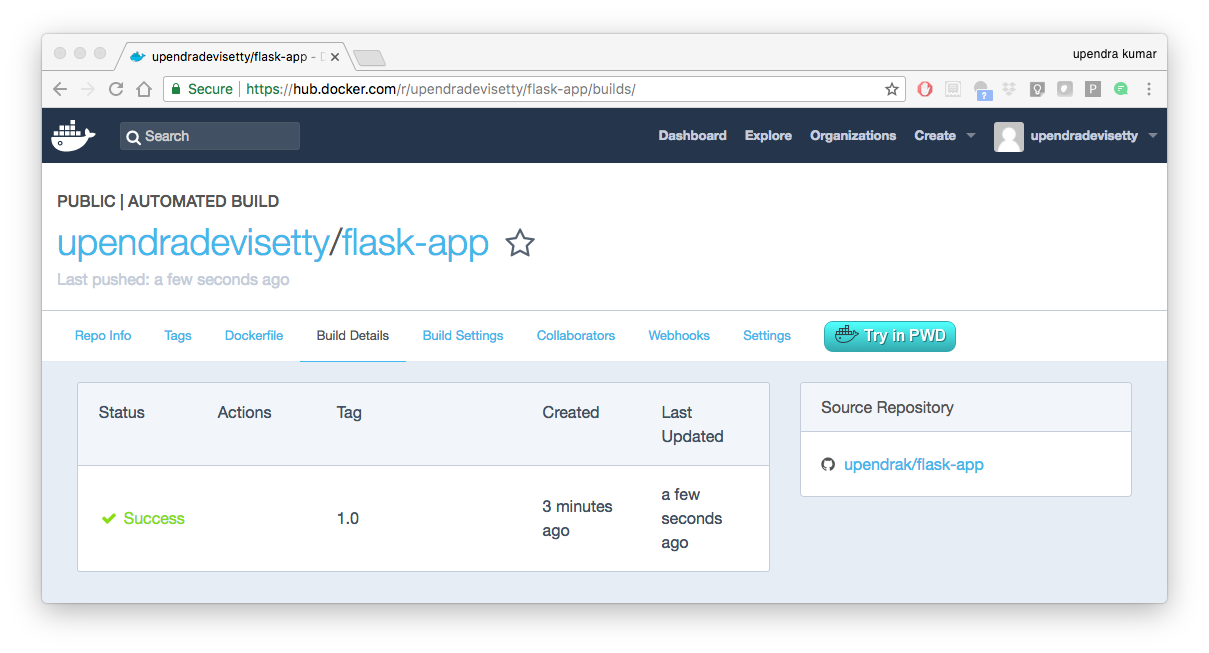 upendradevisetty/flask-app - D
upendra kumar
Secure https://hub.docker.com/r/upendradevisetty/flask-app/builds/
?
P
Search
Dashboard Explore Organizations Create upendradevisetty
PUBLIC | AUTOMATED BUILD
upendradevisetty/flask-app
Last pushed: a few seconds ago
Repo Info Tags Dockerfile Build Details Build Settings Collaborators Webhooks Settings Try in PWD
Status Actions Tag Created Last
Updated
Success 1.0 3 minutes
ago
a few
seconds
ago
Source Repository
upendrak/flask-app